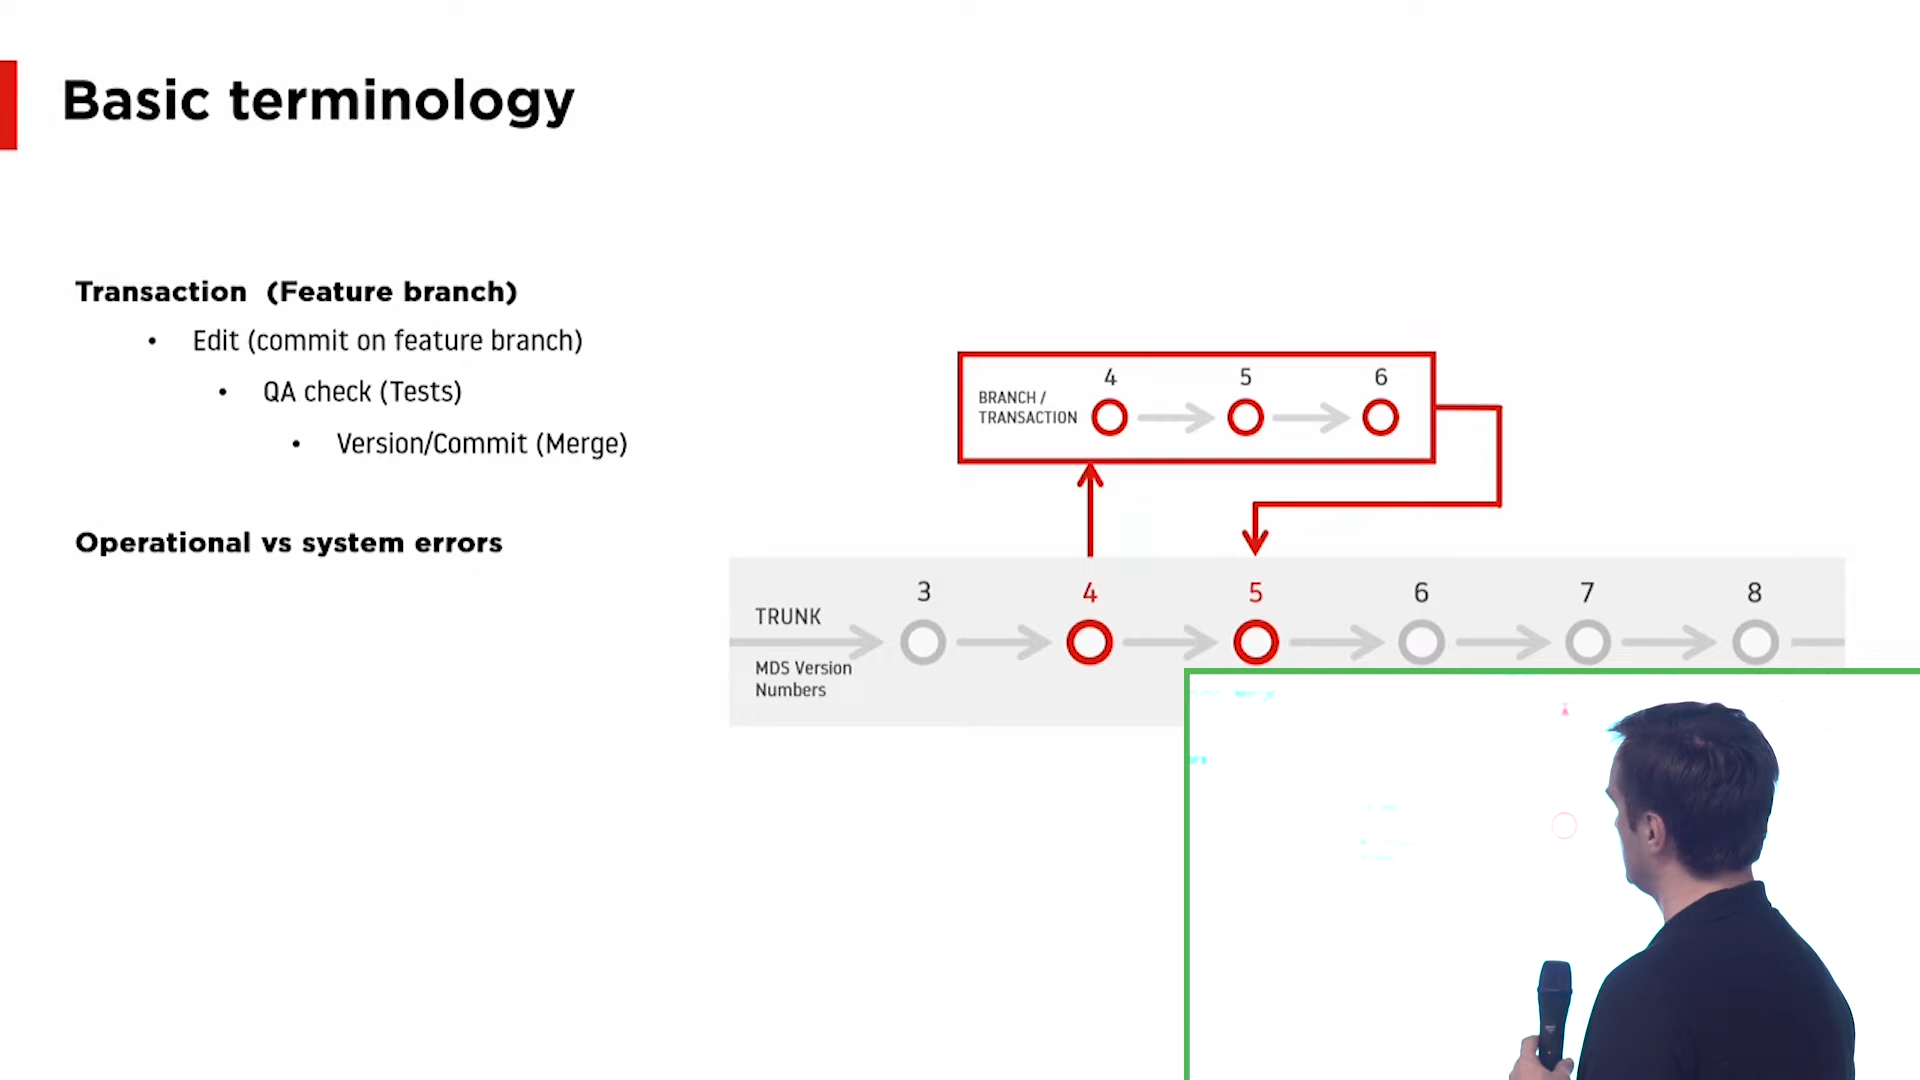 Basic terminology
Transaction (Feature branch)
• Edit (commit on feature branch)
• QA check (Tests)
• Version/Commit (Merge)
Operational vs system errors
4 5 6
BRANCH /
TRANSACTION
3 4 5 6 7 8
TRUNK
MDS Version
Numbers